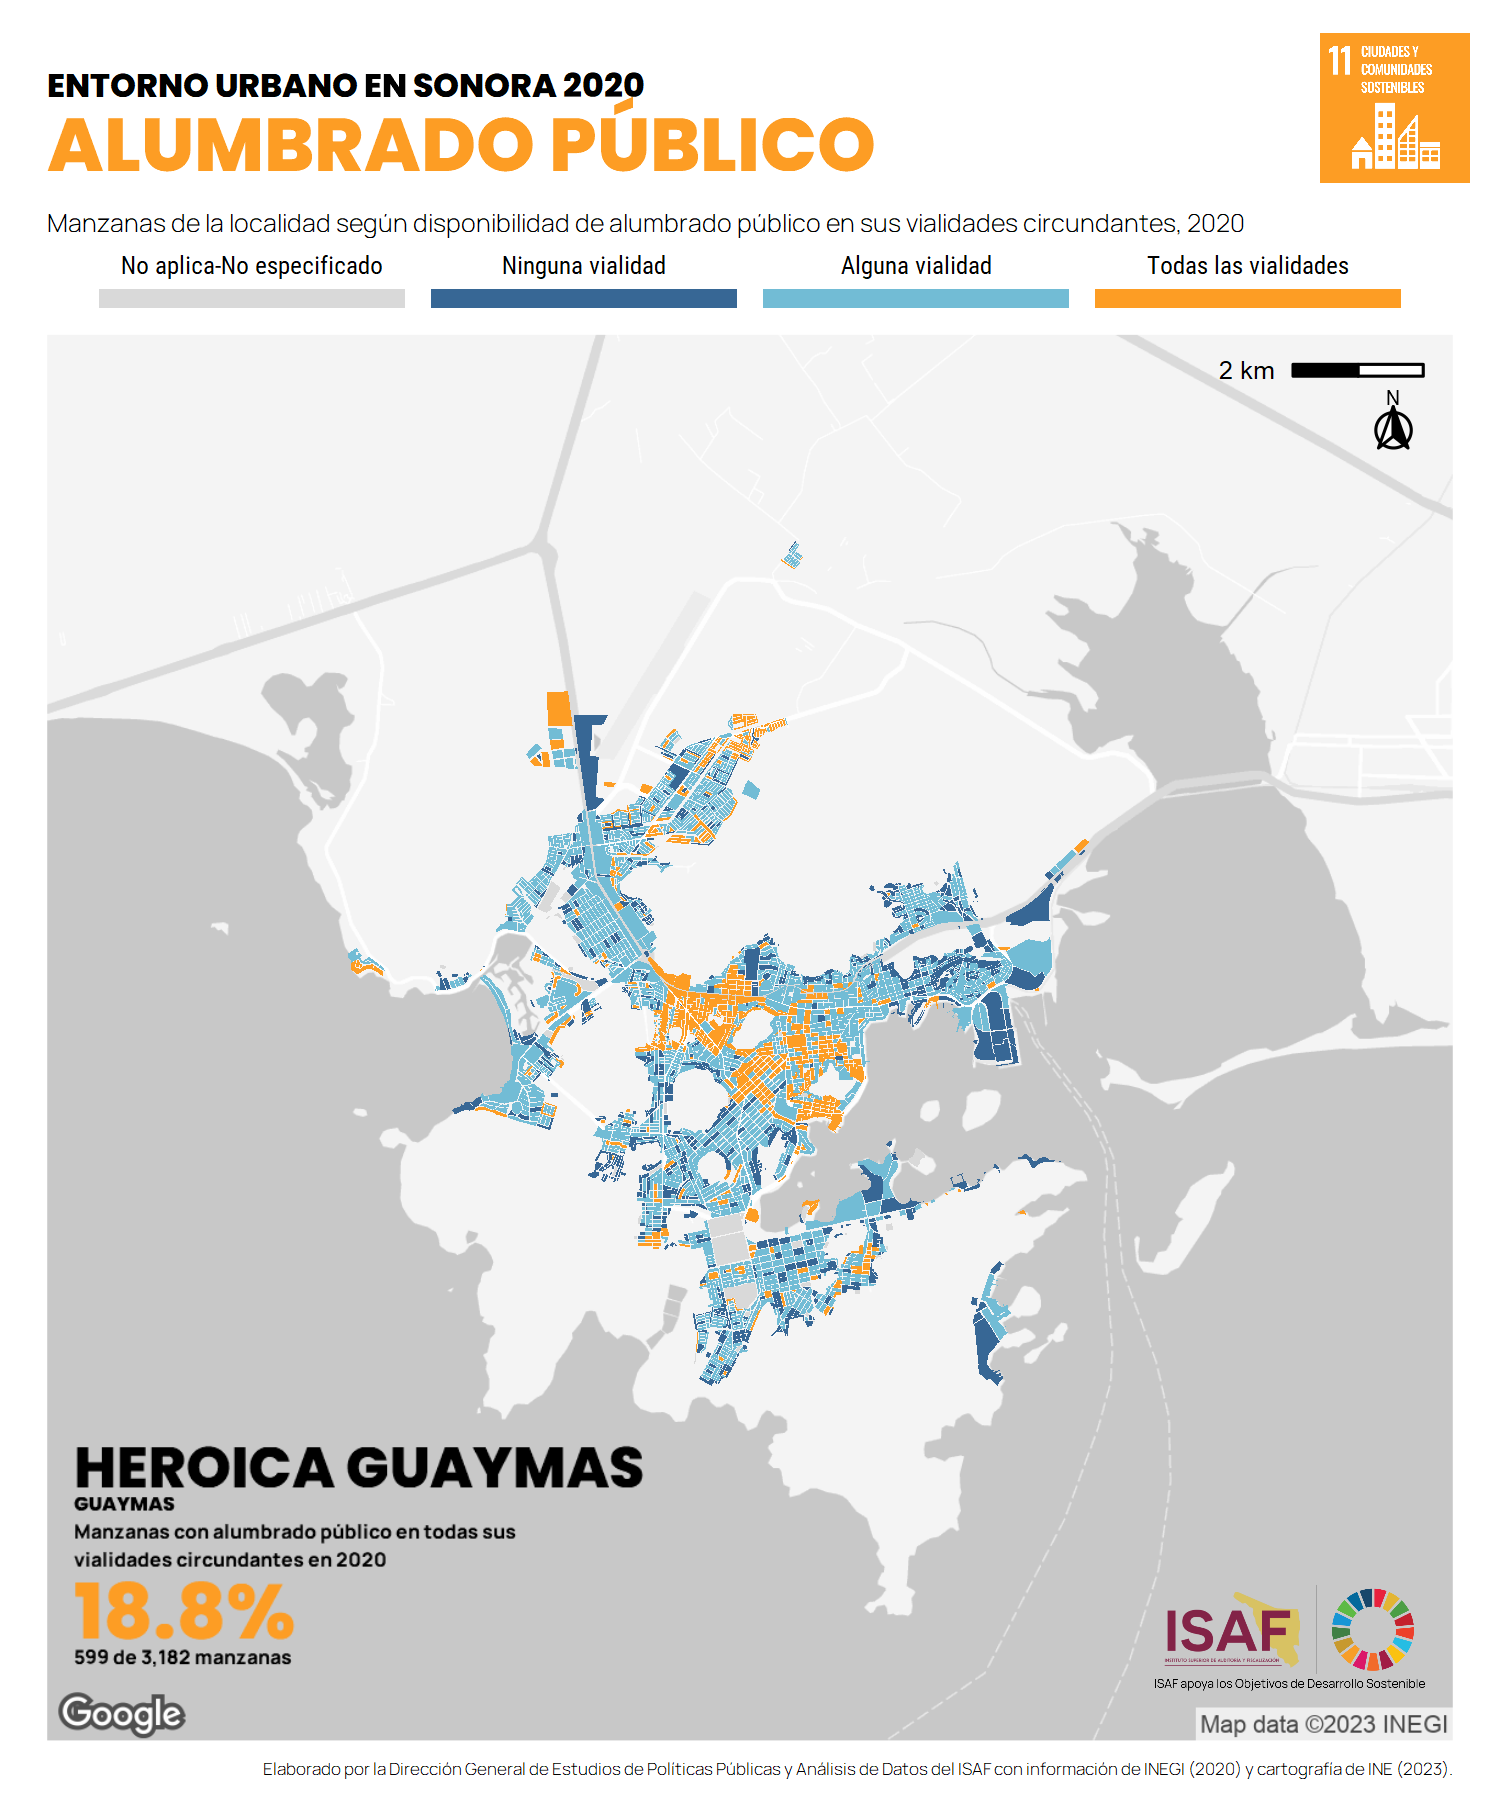 ENTORNO URBANO EN SONORA 2020
ALUMBRADO PÚBLICO
11 CIUDADES Y
COMUNIDADES
SOSTENIBLES
Manzanas de la localidad según disponibilidad de alumbrado público en sus vialidades circundantes, 2020
No aplica-No especificado
Ninguna vialidad
Alguna vialidad
Todas las vialidades
2 km
N
HEROICA GUAYMAS
GUAYMAS
Manzanas con alumbrado público en todas sus
vialidades circundantes en 2020
18.8%
599 de 3,182 manzanas
ISAF
INSTITUTO SUPERIOR DE AUDITORÍA Y FISCALIZACIÓN
ISAF apoya los Objetivos de Desarrollo Sostenible
Google
Map data ©2023 INEGI
Elaborado por la Dirección General de Estudios de Políticas Públicas y Análisis de Datos del ISAF con información de INEGI (2020) y cartografía de INE (2023).